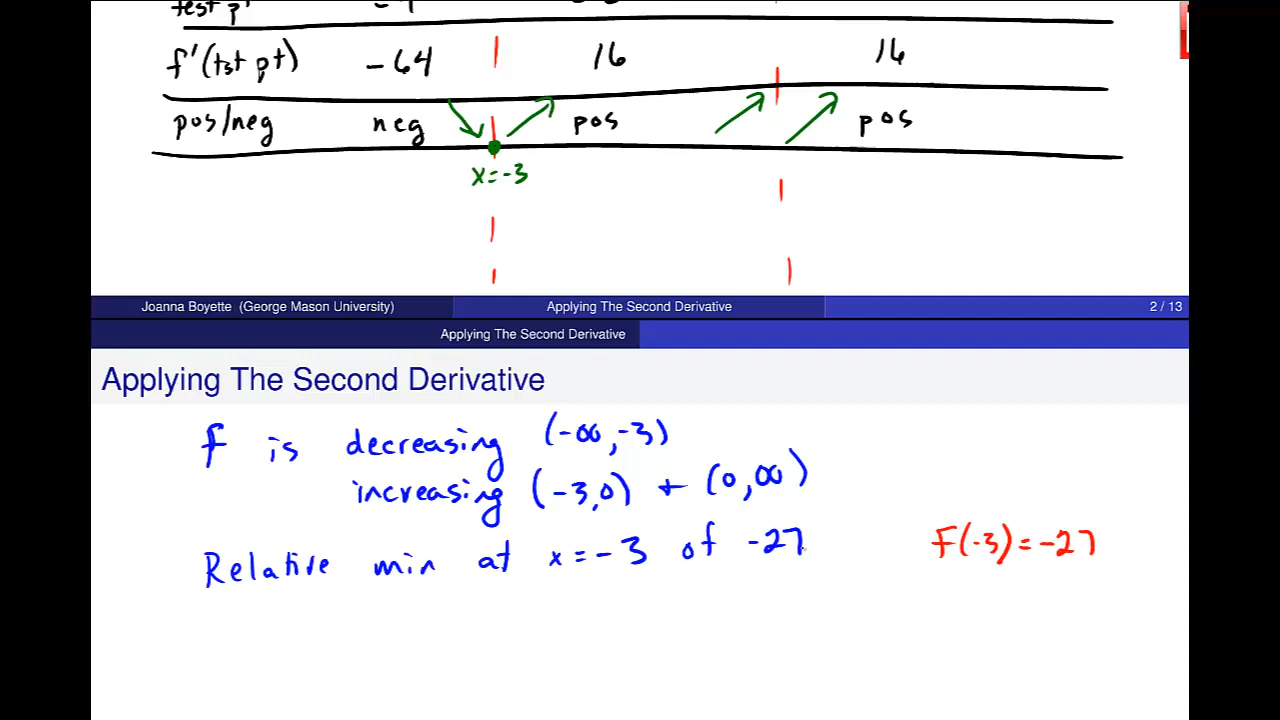 f'(tst pt) -64 16 16
pos/neg neg pos pos
x=-3
Joanna Boyette (George Mason University) Applying The Second Derivative 2 / 13
Applying The Second Derivative
Applying The Second Derivative
f is decreasing (-∞,-3)
increasing (-3,0) + (0,∞)
Relative min at x=-3 of -27
F(-3)=-27